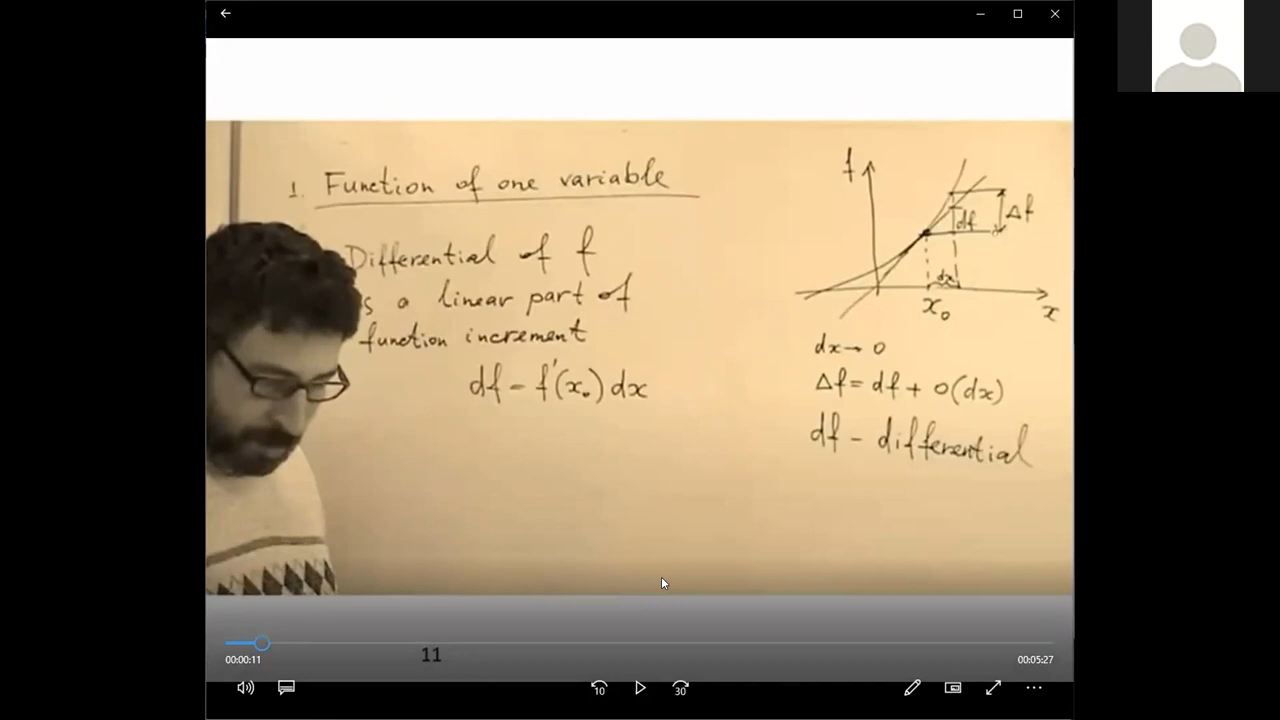 1. Function of one variable
Differential of f
s a linear part of
function increment
df = f'(x₀) dx
f
df
Δf
dx
x₀
x
dx → 0
Δf = df + o(dx)
df - differential
00:00:11
11
00:05:27
10
30